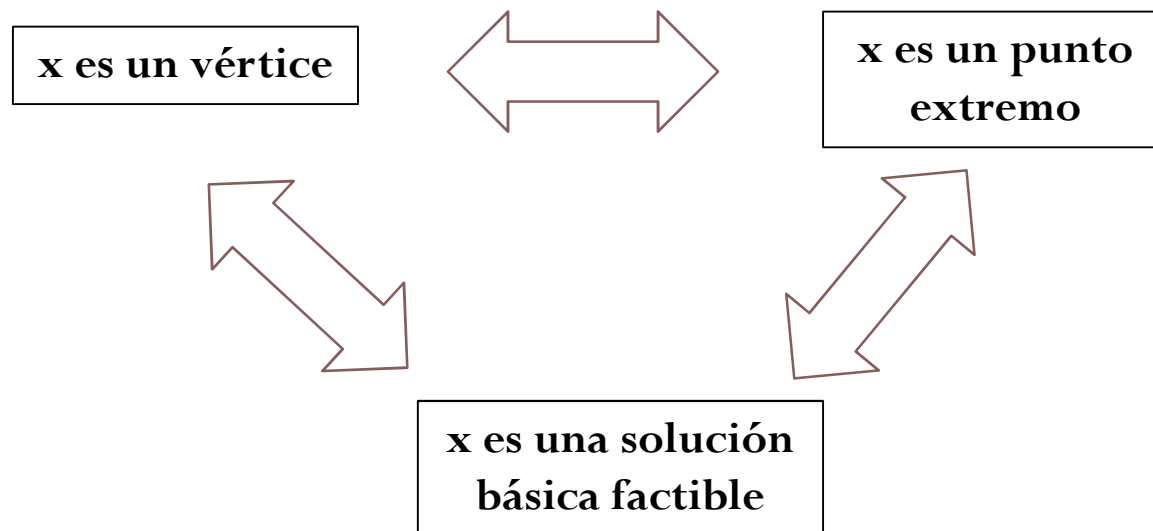 x es un vértice
x es un punto
extremo
x es una solución
básica factible